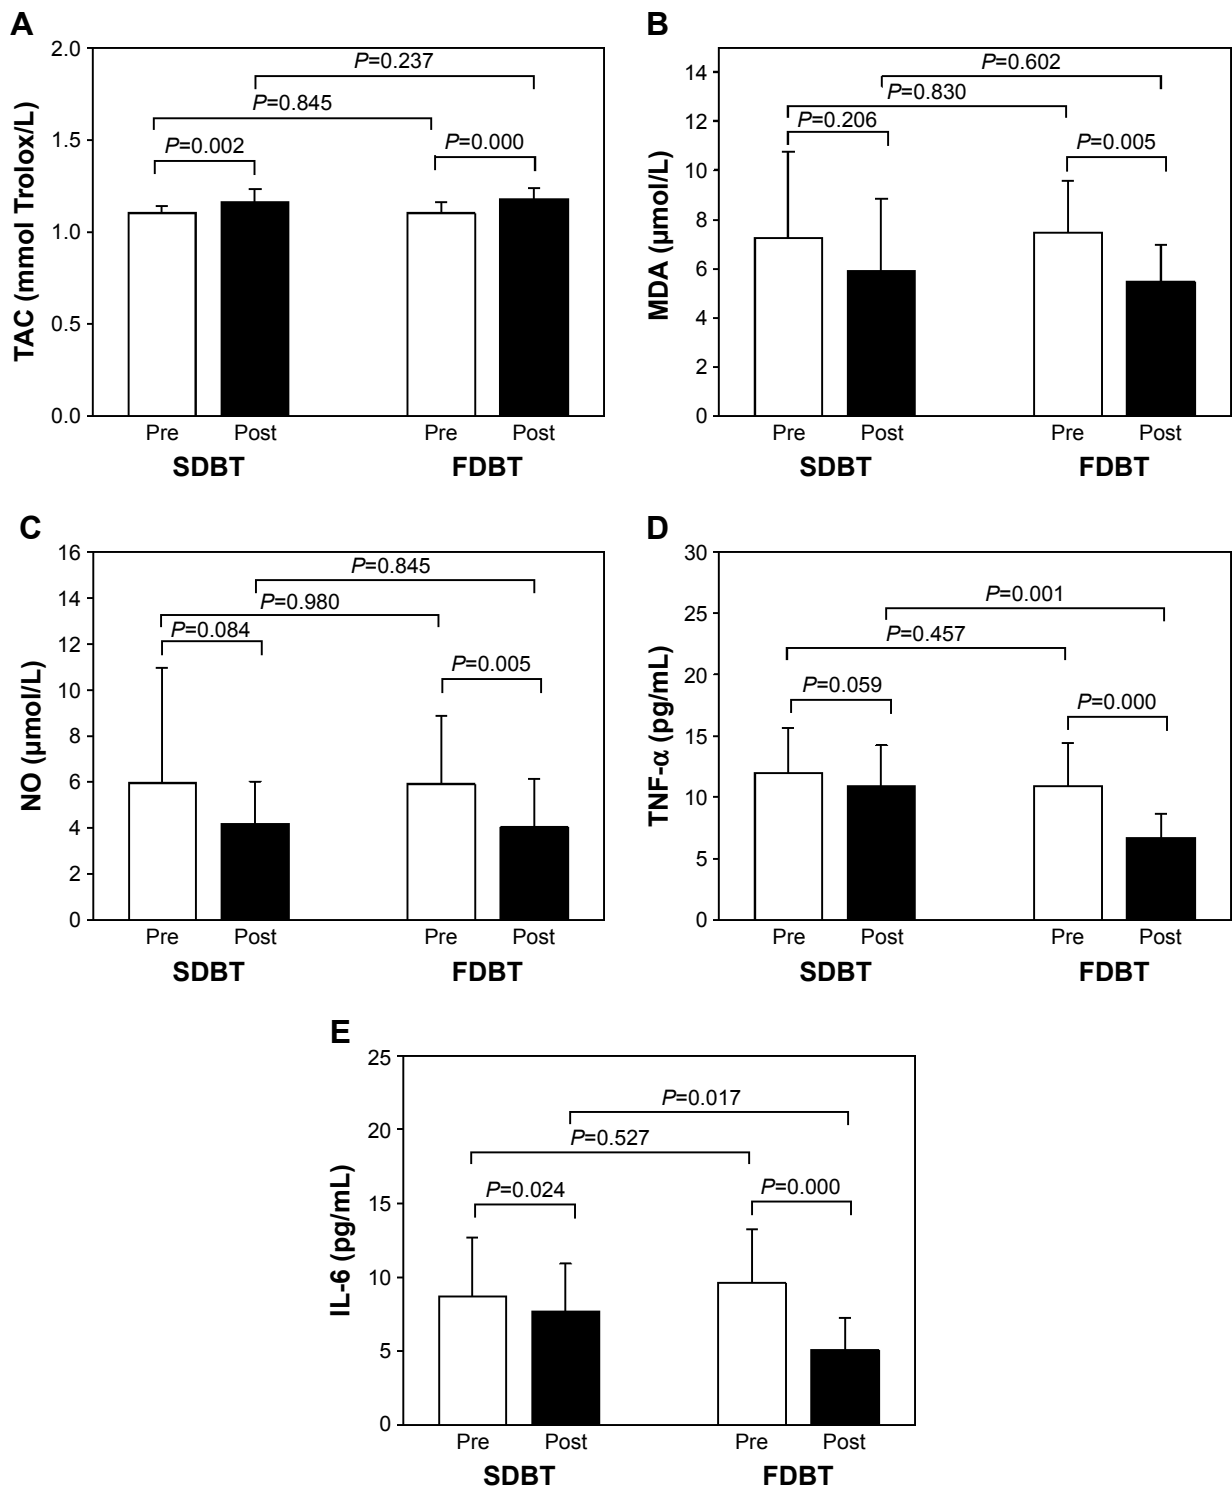 A
TAC (mmol Trolox/L)
2.0
1.5
1.0
0.5
0.0
P=0.237
P=0.845
P=0.002
P=0.000
Pre Post Pre Post
SDBT FDBT
B
MDA (µmol/L)
14
12
10
8
6
4
2
0
P=0.602
P=0.830
P=0.206
P=0.005
Pre Post Pre Post
SDBT FDBT
C
NO (µmol/L)
16
14
12
10
8
6
4
2
0
P=0.845
P=0.980
P=0.084
P=0.005
Pre Post Pre Post
SDBT FDBT
D
TNF-α (pg/mL)
30
25
20
15
10
5
0
P=0.001
P=0.457
P=0.059
P=0.000
Pre Post Pre Post
SDBT FDBT
E
IL-6 (pg/mL)
25
20
15
10
5
0
P=0.017
P=0.527
P=0.024
P=0.000
Pre Post Pre Post
SDBT FDBT